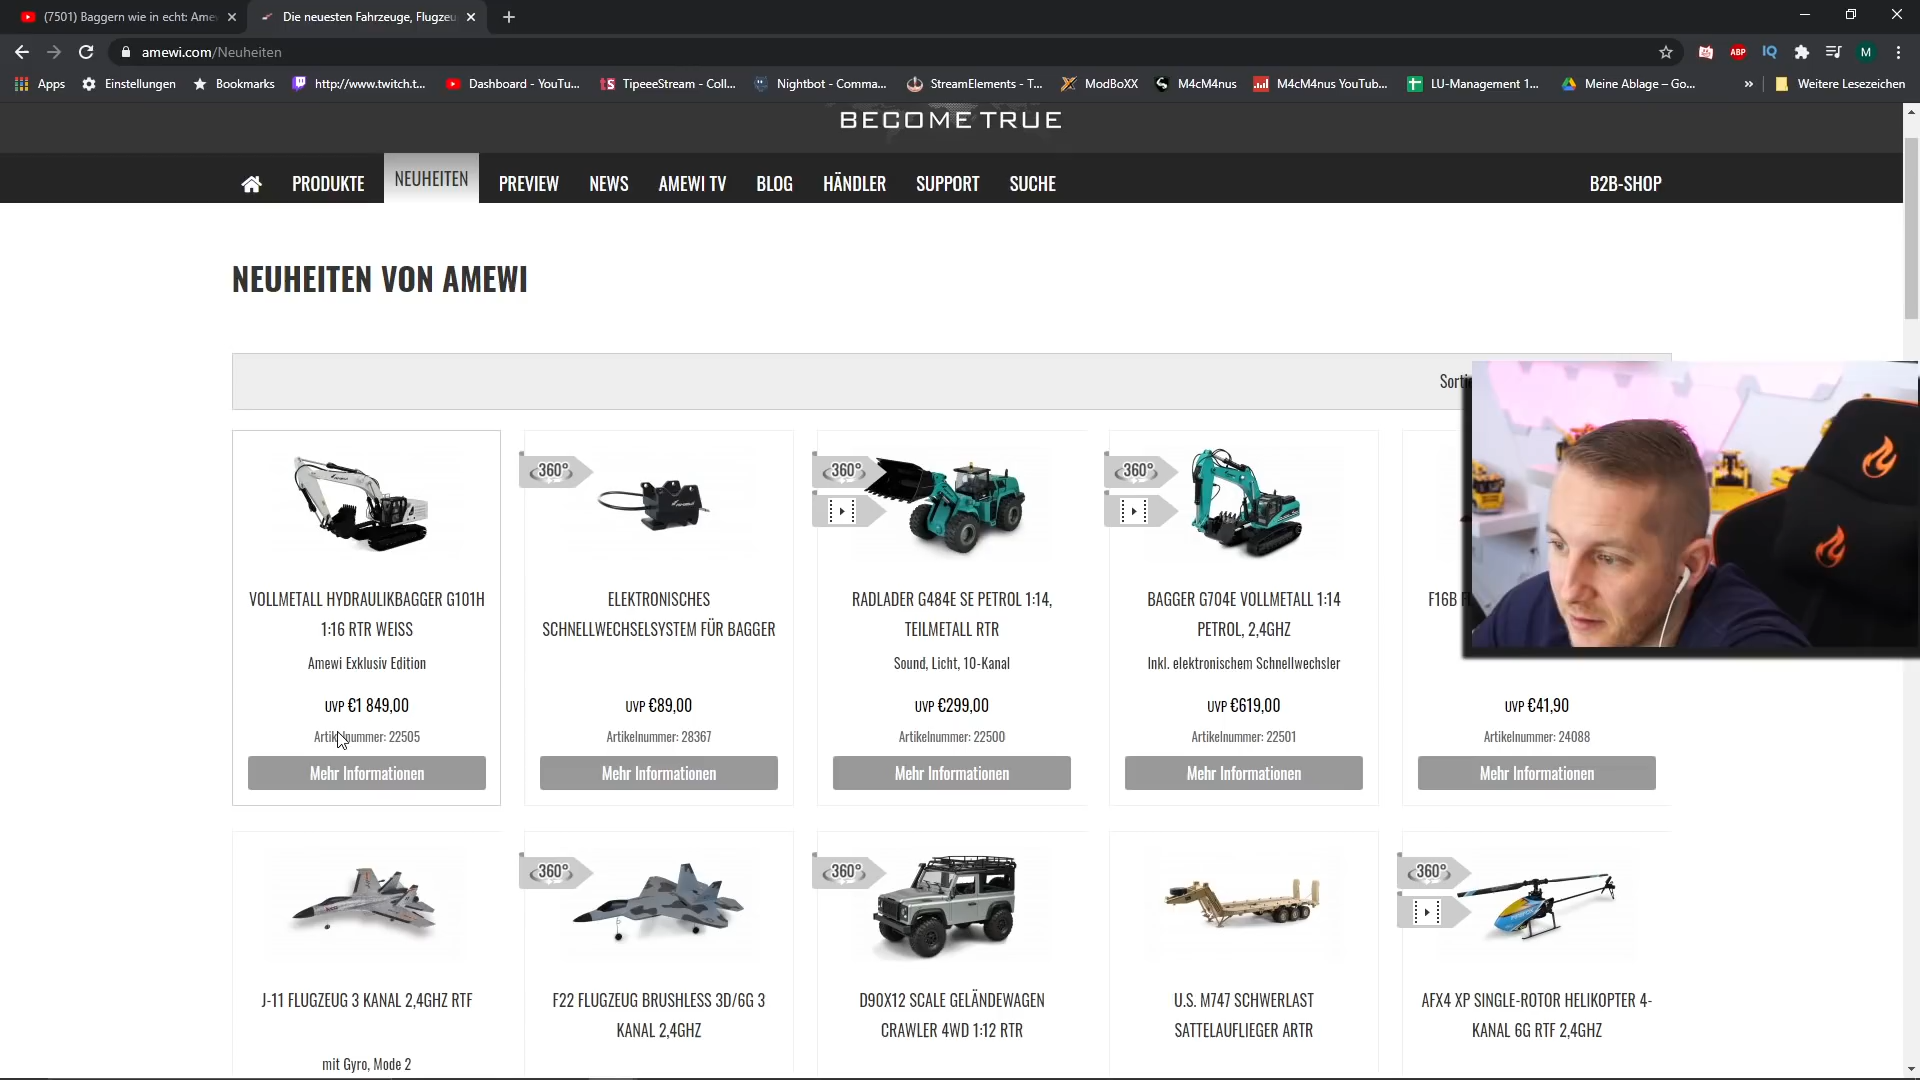 (7501) Baggern wie in echt: Ame
Die neuesten Fahrzeuge, Flugzeu
amewi.com/Neuheiten
Apps
Einstellungen
Bookmarks
http://www.twitch.t...
Dashboard - YouTu...
TipeeeStream - Coll...
Nightbot - Comma...
StreamElements - T...
ModBoXX
M4cM4nus
M4cM4nus YouTub...
LU-Management 1...
Meine Ablage – Go...
»
Weitere Lesezeichen
ABP
IQ
M
BECOME TRUE
PRODUKTE
NEUHEITEN
PREVIEW
NEWS
AMEWI TV
BLOG
HÄNDLER
SUPPORT
SUCHE
B2B-SHOP
NEUHEITEN VON AMEWI
Sorti
VOLLMETALL HYDRAULIKBAGGER G101H
1:16 RTR WEISS
Amewi Exklusiv Edition
UVP €1 849,00
Artikelnummer: 22505
Mehr Informationen
360°
ELEKTRONISCHES
SCHNELLWECHSELSYSTEM FÜR BAGGER
UVP €89,00
Artikelnummer: 28367
Mehr Informationen
360°
RADLADER G484E SE PETROL 1:14,
TEILMETALL RTR
Sound, Licht, 10-Kanal
UVP €299,00
Artikelnummer: 22500
Mehr Informationen
360°
BAGGER G704E VOLLMETALL 1:14
PETROL, 2,4GHZ
Inkl. elektronischem Schnellwechsler
UVP €619,00
Artikelnummer: 22501
Mehr Informationen
F16B
UVP €41,90
Artikelnummer: 24088
Mehr Informationen
J-11 FLUGZEUG 3 KANAL 2,4GHZ RTF
mit Gyro, Mode 2
360°
F22 FLUGZEUG BRUSHLESS 3D/6G 3
KANAL 2,4GHZ
360°
D90X12 SCALE GELÄNDEWAGEN
CRAWLER 4WD 1:12 RTR
U.S. M747 SCHWERLAST
SATTELAUFLIEGER ARTR
360°
AFX4 XP SINGLE-ROTOR HELIKOPTER 4-
KANAL 6G RTF 2,4GHZ